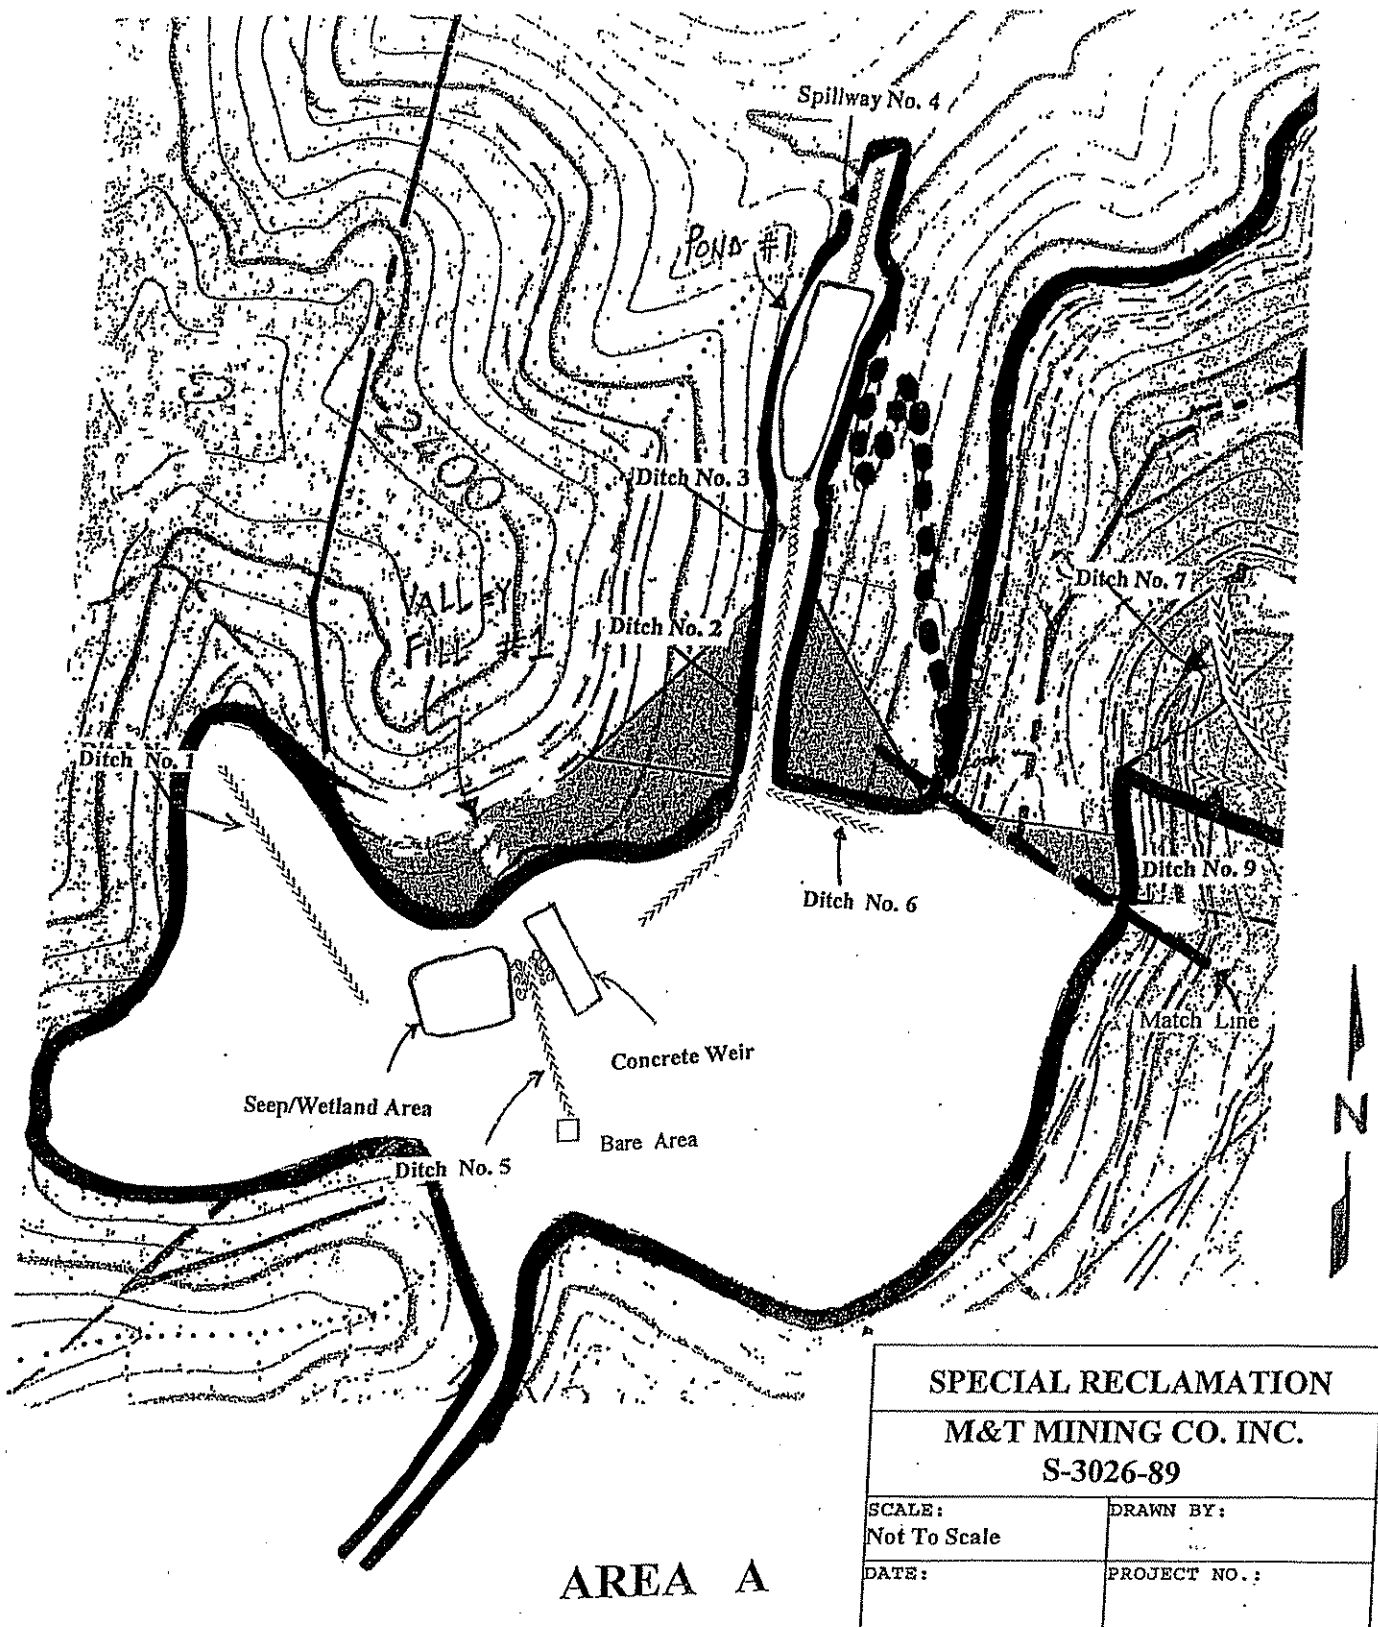 Spillway No. 4
POND #1
2400
Ditch No. 3
Ditch No. 7
VALLEY
FILL #1
Ditch No. 2
Ditch No. 1
Ditch No. 9
Ditch No. 6
Match Line
Concrete Weir
Seep/Wetland Area
N
Bare Area
Ditch No. 5
SPECIAL RECLAMATION
M&T MINING CO. INC.
S-3026-89
SCALE:
Not To Scale
DRAWN BY:
DATE:
PROJECT NO.:
AREA A